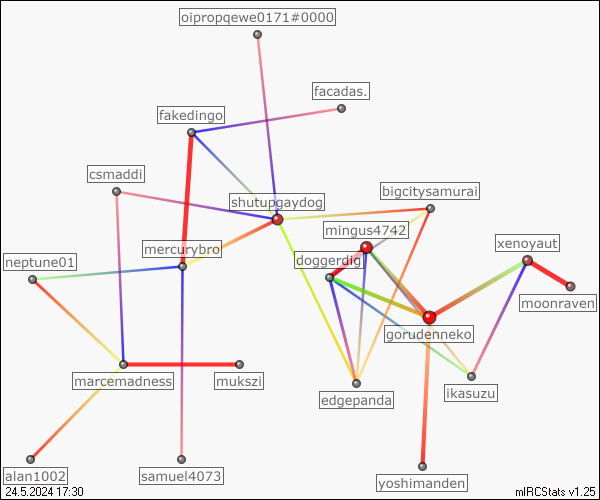 oipropqewe0171#0000
facadas.
fakedingo
csmaddi
bigcitysamurai
shutupgaydog
mingus4742
xenoyaut
mercurybro
neptune01
doggerdig
moonraven
gorudenneko
marcemadness
mukszi
ikasuzu
edgepanda
alan1002
samuel4073
yoshimanden
24.5.2024 17:30
mIRCStats v1.25